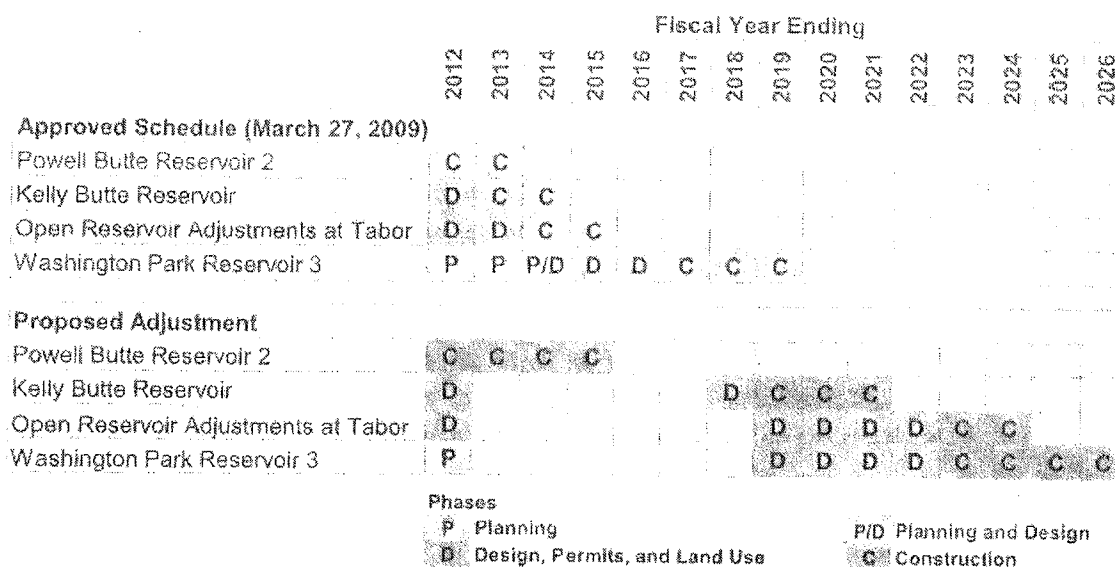 Fiscal Year Ending
2012 2013 2014 2015 2016 2017 2018 2019 2020 2021 2022 2023 2024 2025 2026
Approved Schedule (March 27, 2009)
Powell Butte Reservoir 2 C C
Kelly Butte Reservoir D C C
Open Reservoir Adjustments at Tabor D D C C
Washington Park Reservoir 3 P P P/D D D C C C
Proposed Adjustment
Powell Butte Reservoir 2 C C C C
Kelly Butte Reservoir D D C C C
Open Reservoir Adjustments at Tabor D D D D D C C
Washington Park Reservoir 3 P D D D D C C C C
Phases
P Planning P/D Planning and Design
D Design, Permits, and Land Use C Construction